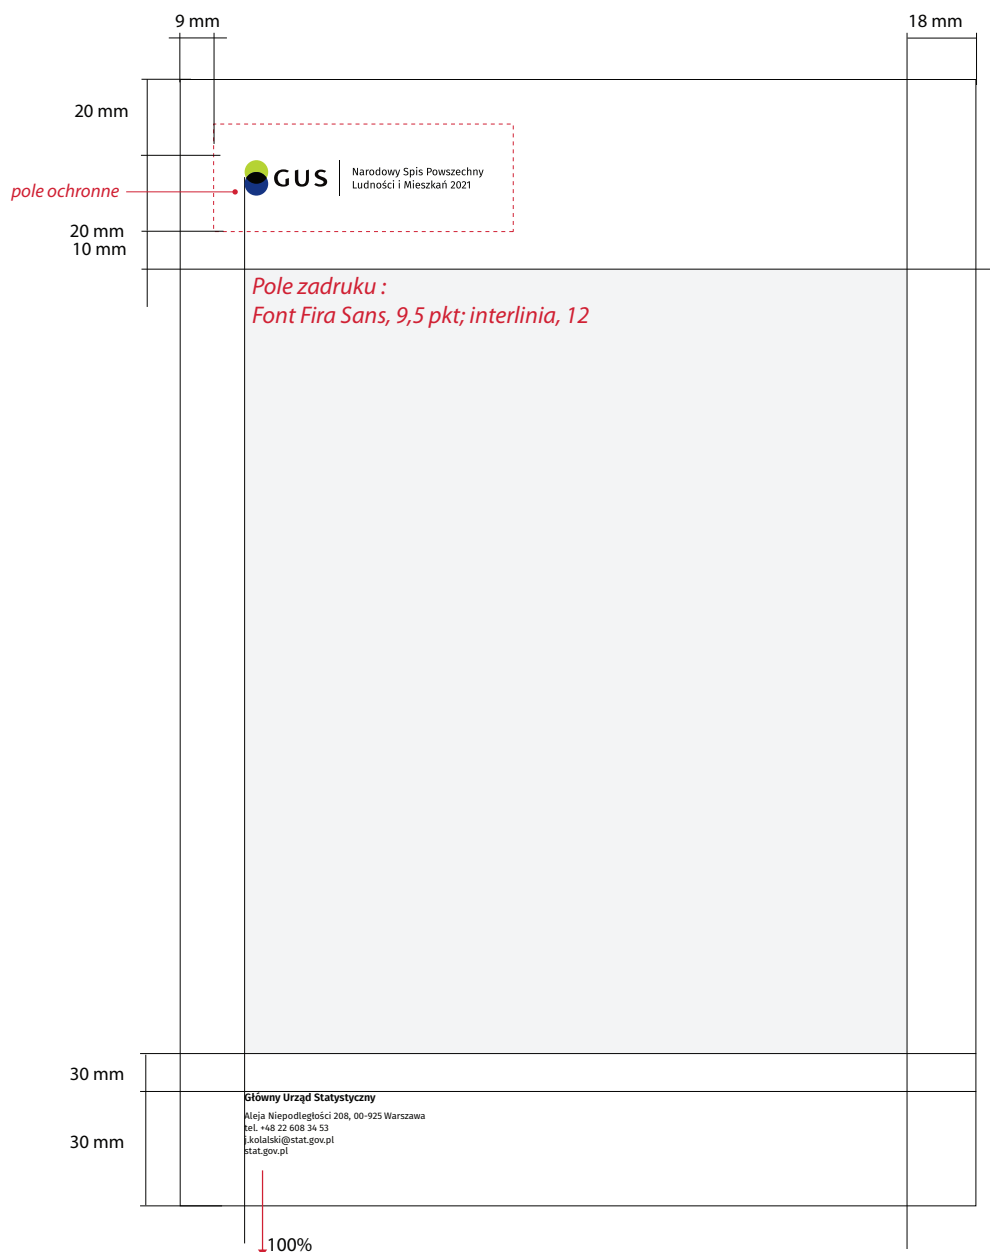 9 mm
18 mm
20 mm
GUS
Narodowy Spis Powszechny
Ludności i Mieszkań 2021
pole ochronne
20 mm
10 mm
Pole zadruku :
Font Fira Sans, 9,5 pkt; interlinia, 12
30 mm
Główny Urząd Statystyczny
Aleja Niepodległości 208, 00-925 Warszawa
tel. +48 22 608 34 53
j.kolalski@stat.gov.pl
stat.gov.pl
30 mm
100%